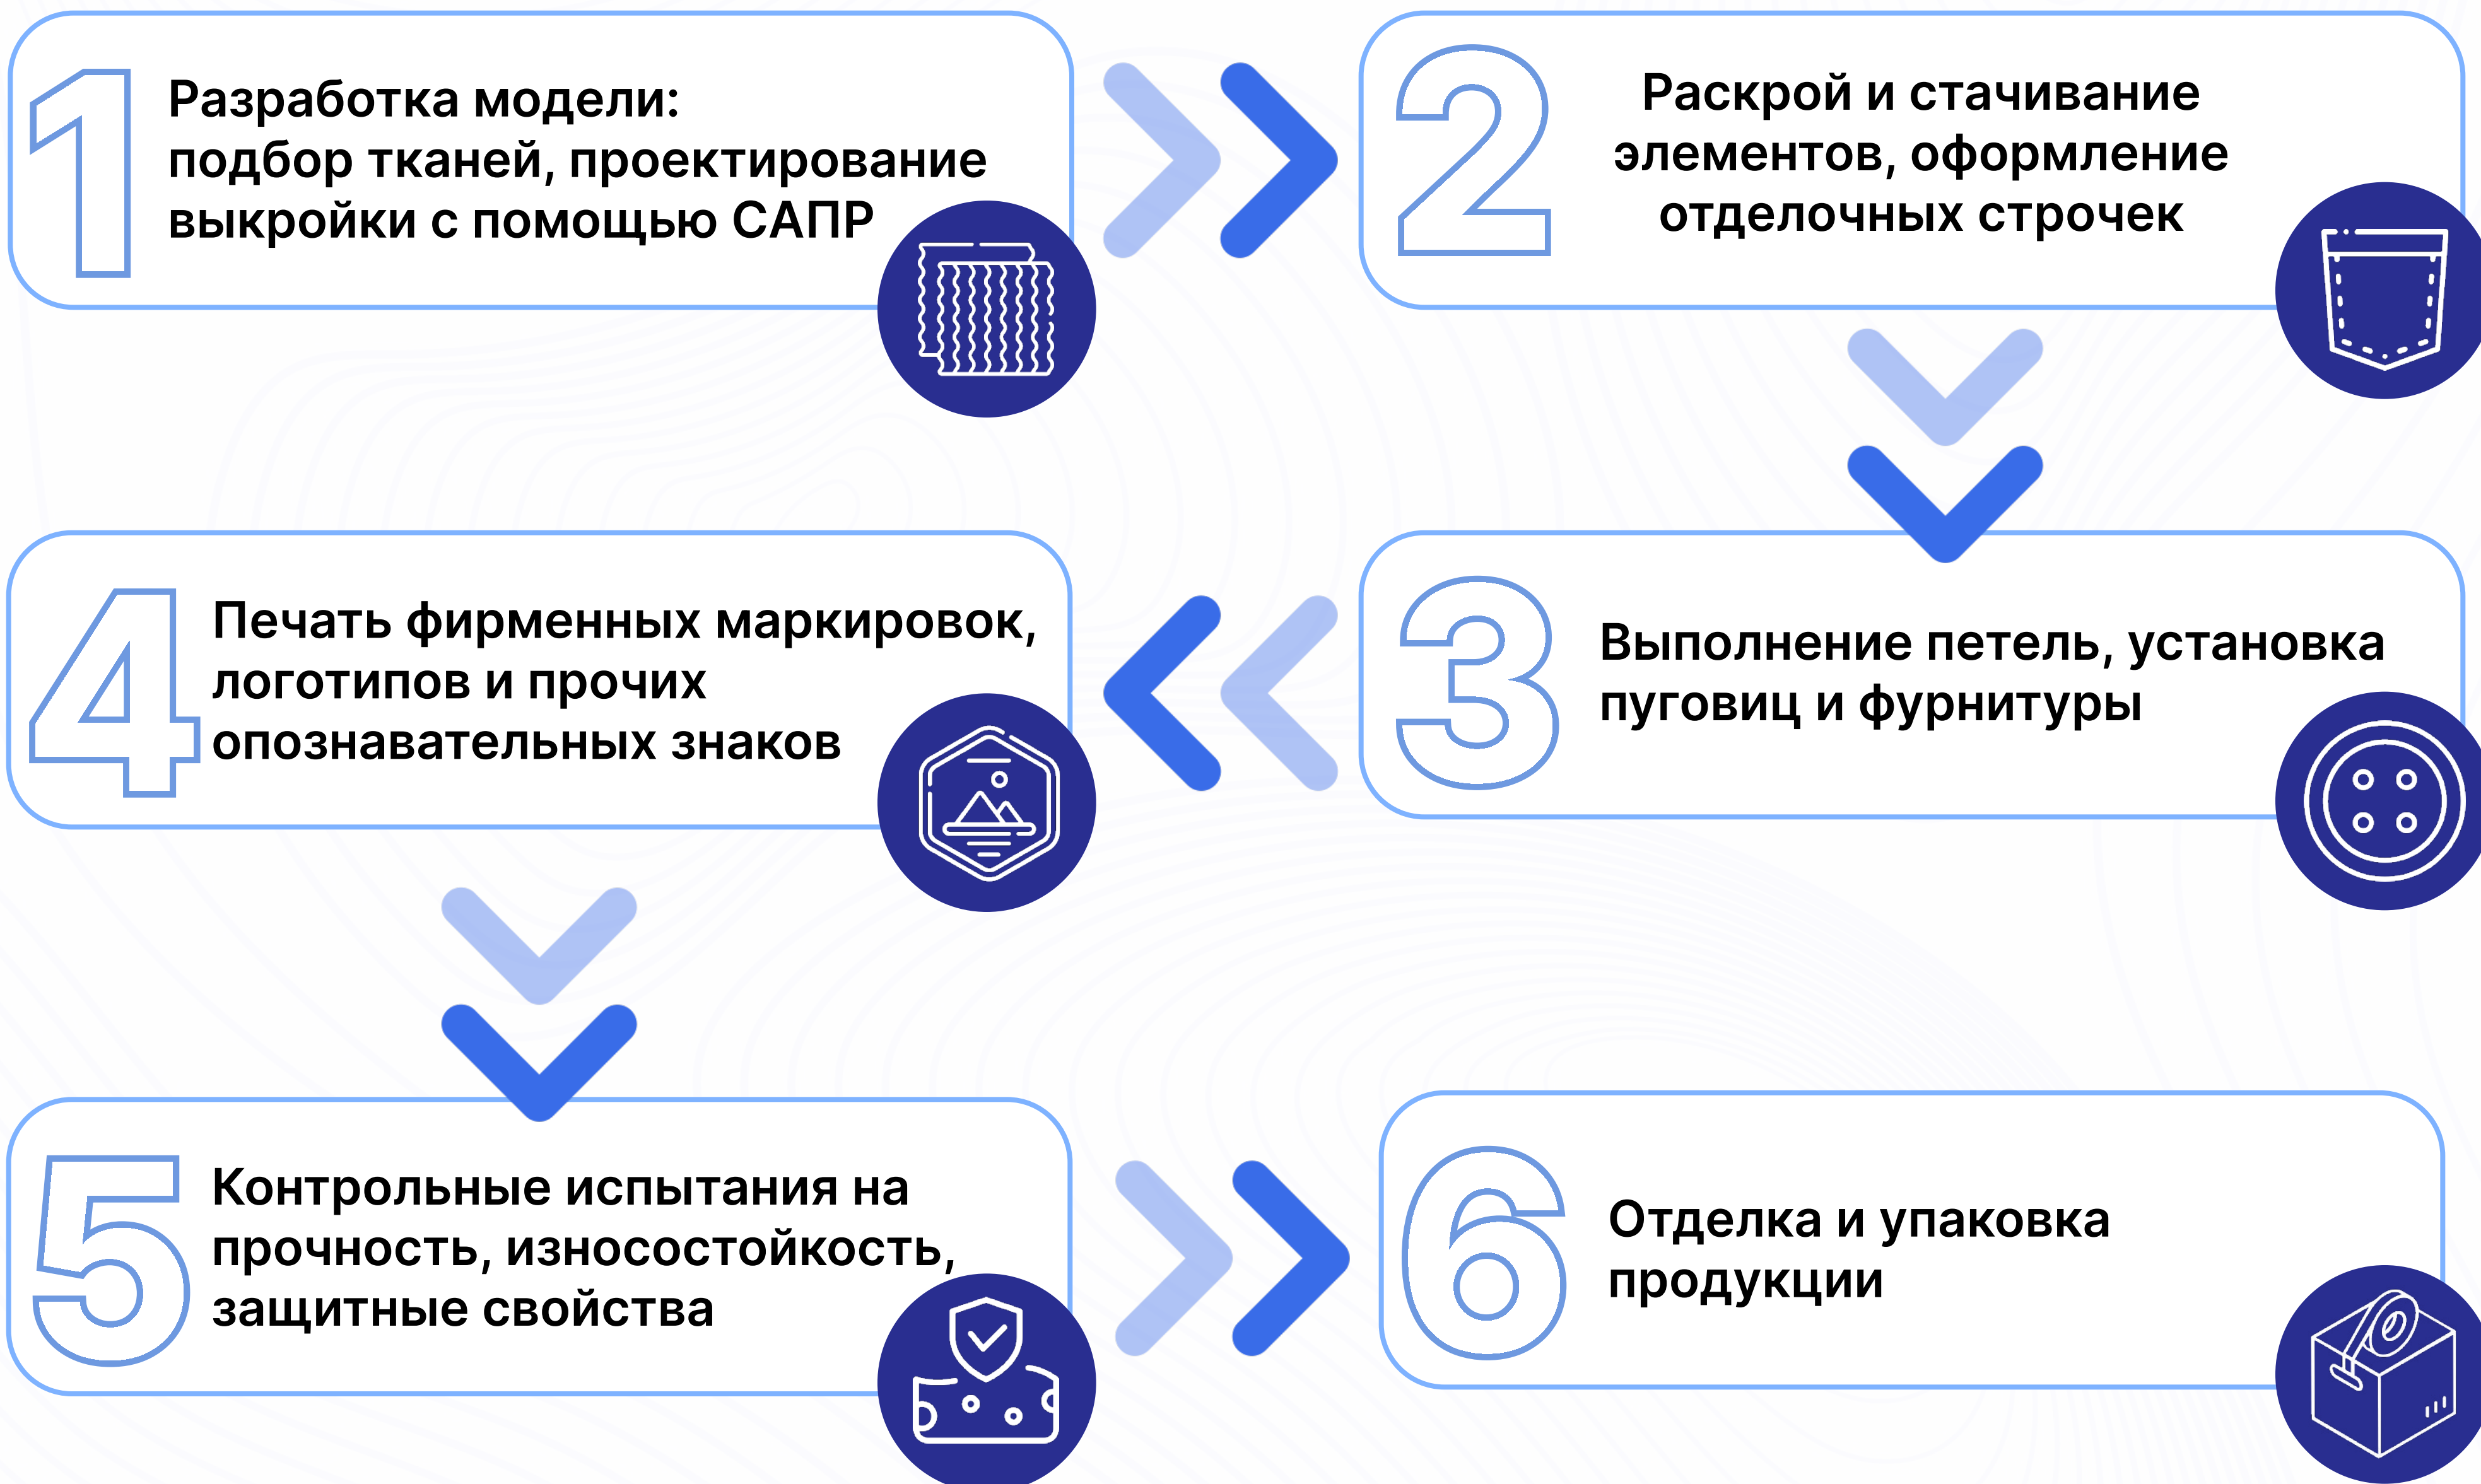 1
Разработка модели:
подбор тканей, проектирование
выкройки с помощью САПР
2
Раскрой и стачивание
элементов, оформление
отделочных строчек
3
Выполнение петель, установка
пуговиц и фурнитуры
4
Печать фирменных маркировок,
логотипов и прочих
опознавательных знаков
5
Контрольные испытания на
прочность, износостойкость,
защитные свойства
6
Отделка и упаковка
продукции